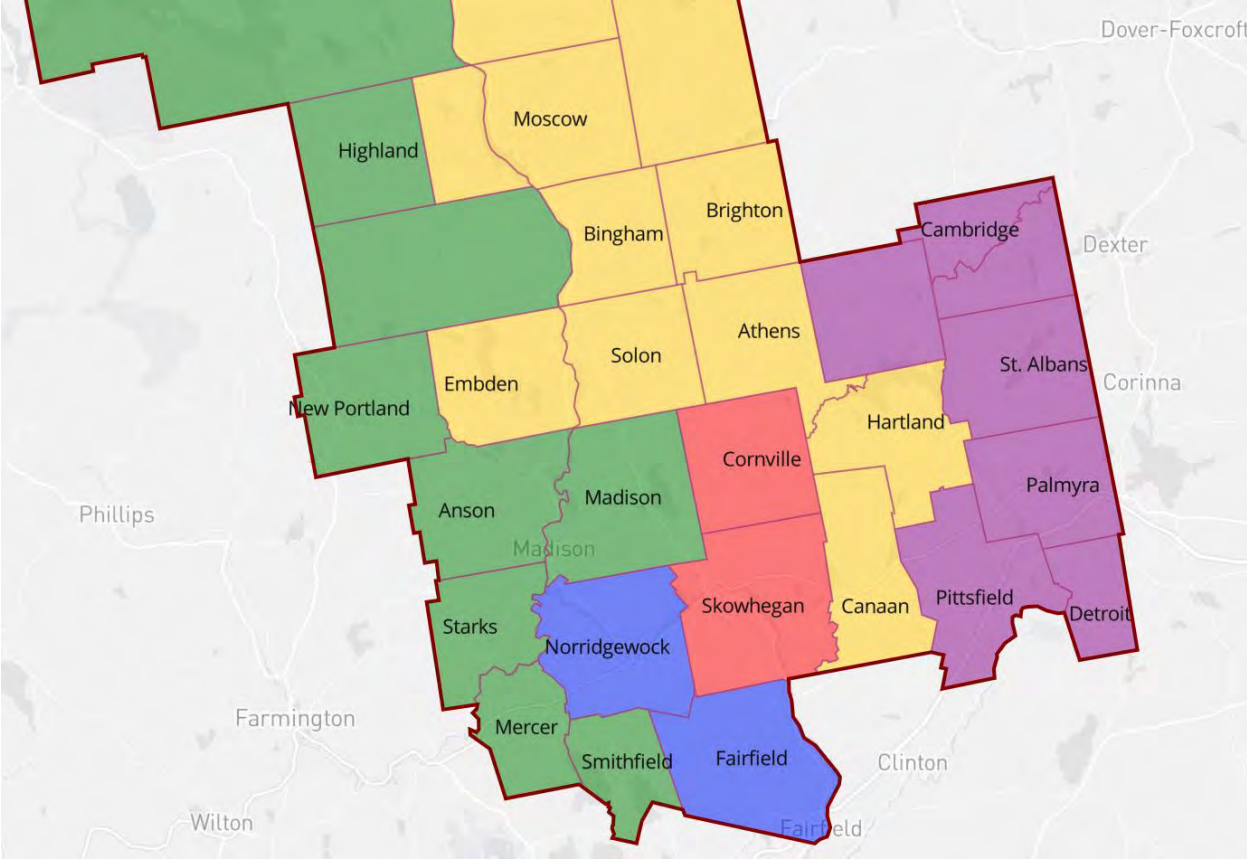 Dover-Foxcroft
Moscow
Highland
Brighton
Bingham
Cambridge
Dexter
Athens
Solon
St. Albans
Embden
Corinna
New Portland
Hartland
Cornville
Palmyra
Madison
Anson
Phillips
Madison
Pittsfield
Skowhegan
Canaan
Detroit
Starks
Norridgewock
Farmington
Mercer
Fairfield
Smithfield
Clinton
Wilton
Fairfield